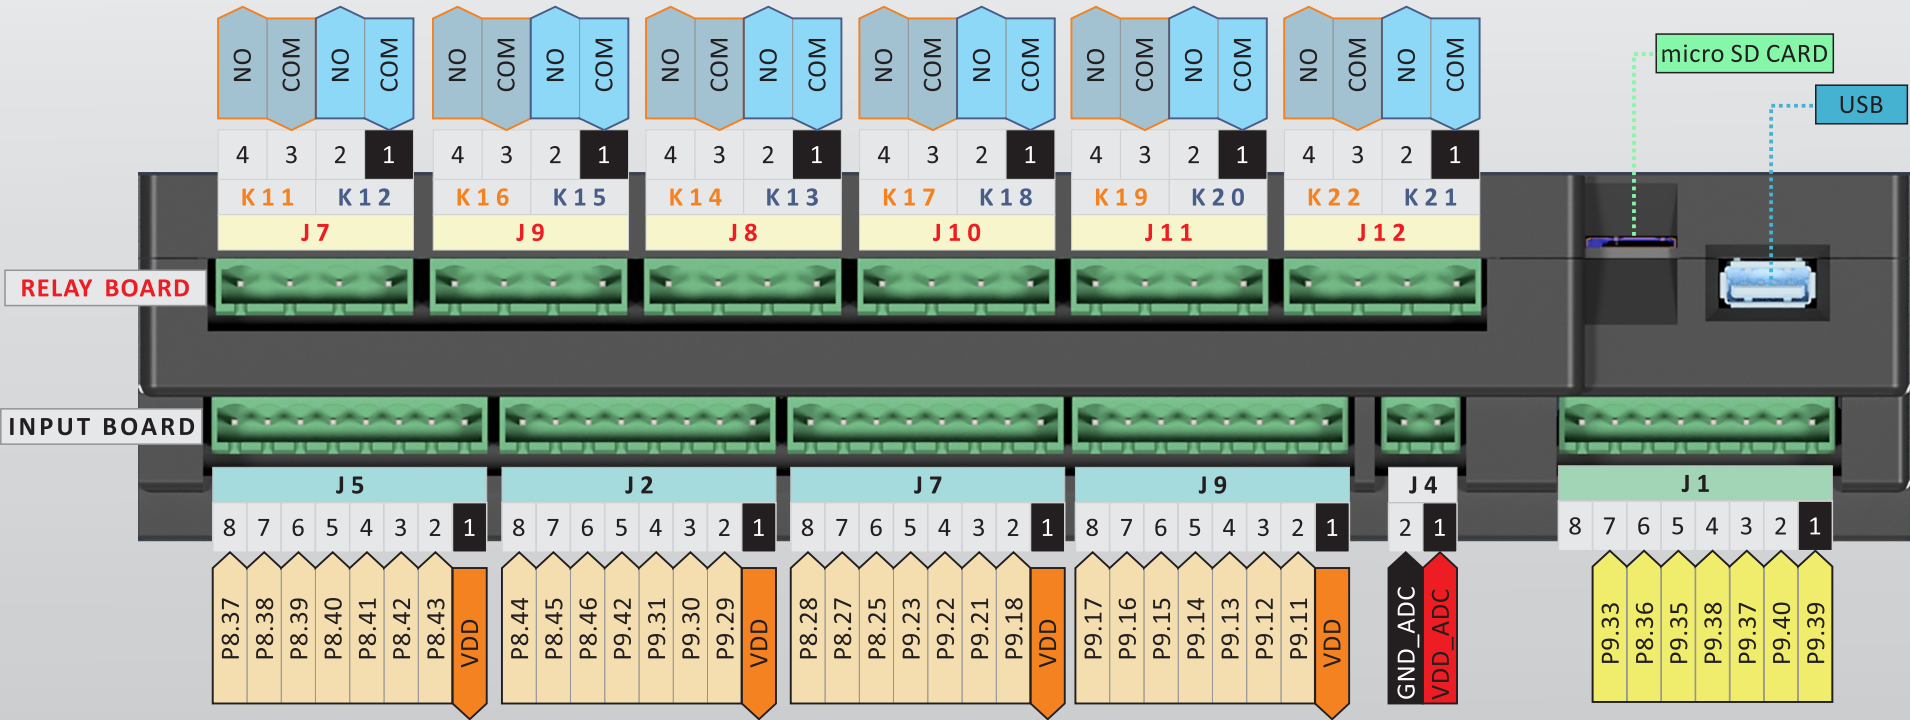 NO COM NO COM NO COM NO COM NO COM NO COM NO COM NO COM NO COM NO COM NO COM NO COM
micro SD CARD
USB
4 3 2 1 4 3 2 1 4 3 2 1 4 3 2 1 4 3 2 1 4 3 2 1
K11 K12 K16 K15 K14 K13 K17 K18 K19 K20 K22 K21
J7 J9 J8 J10 J11 J12
RELAY BOARD
INPUT BOARD
J5 J2 J7 J9 J4 J1
8 7 6 5 4 3 2 1 8 7 6 5 4 3 2 1 8 7 6 5 4 3 2 1 8 7 6 5 4 3 2 1 2 1 8 7 6 5 4 3 2 1
P8.37 P8.38 P8.39 P8.40 P8.41 P8.42 P8.43 VDD P8.44 P8.45 P8.46 P9.42 P9.31 P9.30 P9.29 VDD P8.28 P8.27 P8.25 P9.23 P9.22 P9.21 P9.18 VDD P9.17 P9.16 P9.15 P9.14 P9.13 P9.12 P9.11 VDD GND_ADC VDD_ADC P9.33 P8.36 P9.35 P9.38 P9.37 P9.40 P9.39